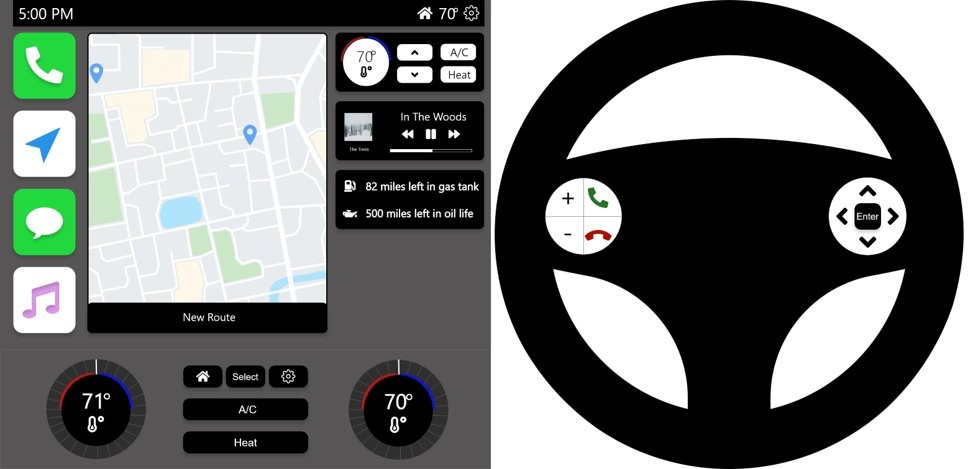 5:00 PM
70°
70°
A/C
Heat
In The Woods
The Trees
82 miles left in gas tank
500 miles left in oil life
New Route
71°
Select
A/C
Heat
70°
+
-
Enter